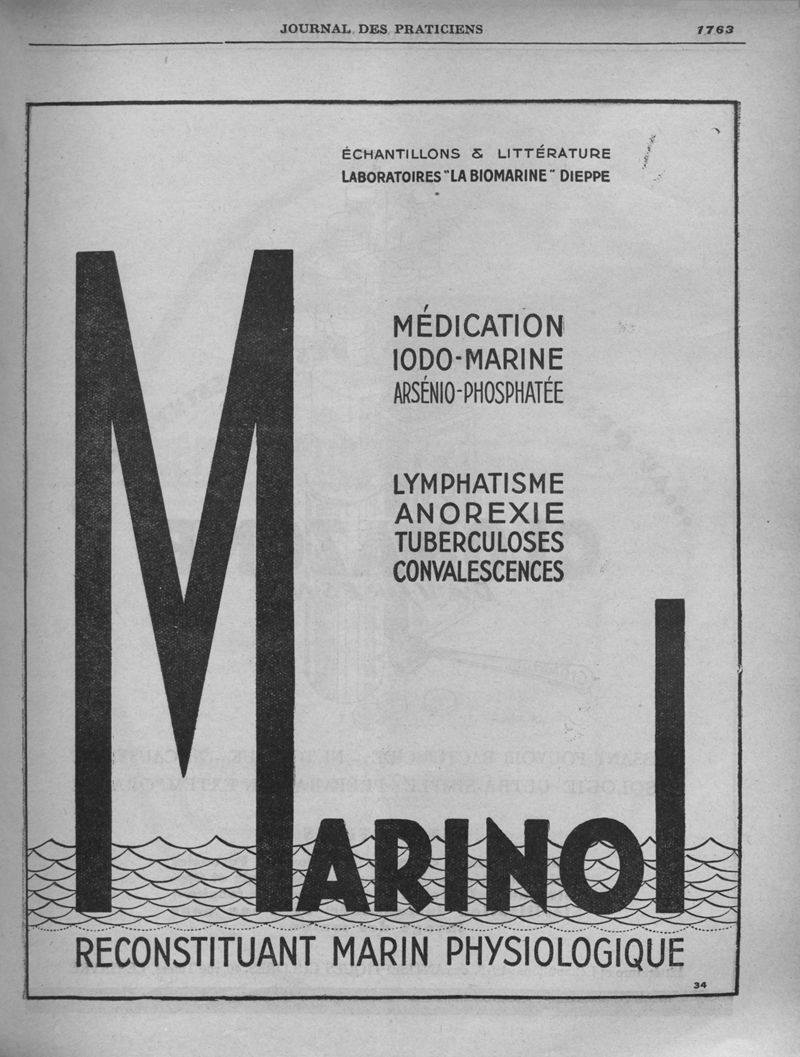 JOURNAL DES PRATICIENS 1763
ÉCHANTILLONS & LITTÉRATURE
LABORATOIRES "LA BIOMARINE" DIEPPE
MÉDICATION
IODO-MARINE
ARSÉNIO-PHOSPHATÉE
LYMPHATISME
ANOREXIE
TUBERCULOSES
CONVALESCENCES
MARINOL
RECONSTITUANT MARIN PHYSIOLOGIQUE
34